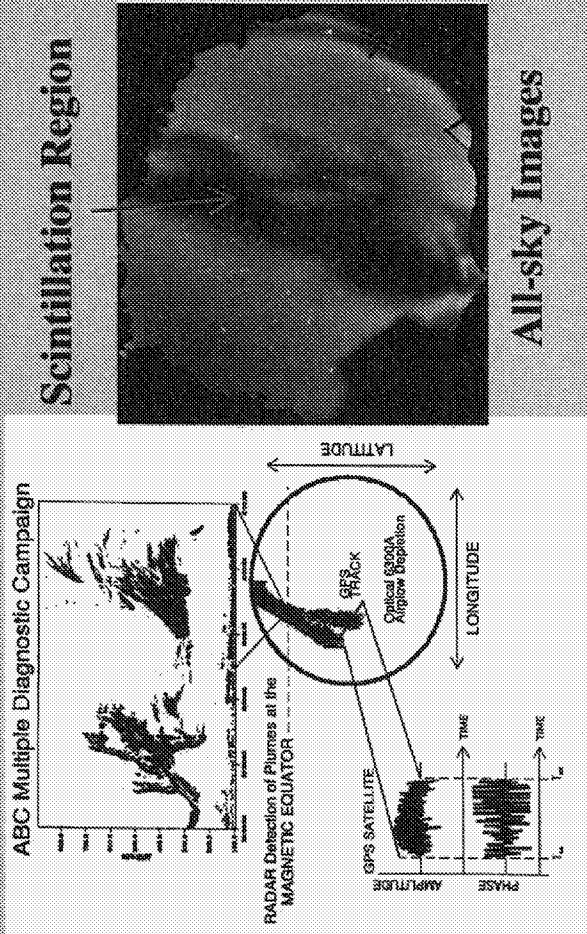 ABC Multiple Diagnostic Campaign
RADAR Detection of Plumes at the
MAGNETIC EQUATOR
GPS SATELLITE
AMPLITUDE
TIME
PHASE
TIME
GPS
TRACK
Optical 6300A
Airglow Depletion
LATITUDE
LONGITUDE
Scintillation Region
All-sky Images